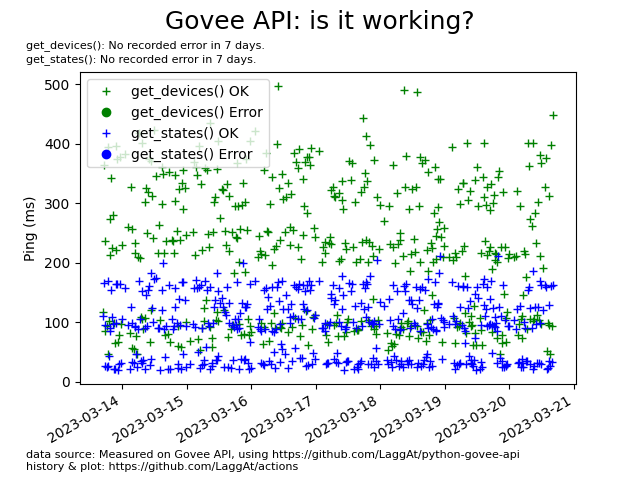 Govee API: is it working?
get_devices(): No recorded error in 7 days.
get_states(): No recorded error in 7 days.
get_devices() OK
get_devices() Error
get_states() OK
get_states() Error
Ping (ms)
500
400
300
200
100
0
2023-03-14
2023-03-15
2023-03-16
2023-03-17
2023-03-18
2023-03-19
2023-03-20
2023-03-21
data source: Measured on Govee API, using https://github.com/LaggAt/python-govee-api
history & plot: https://github.com/LaggAt/actions